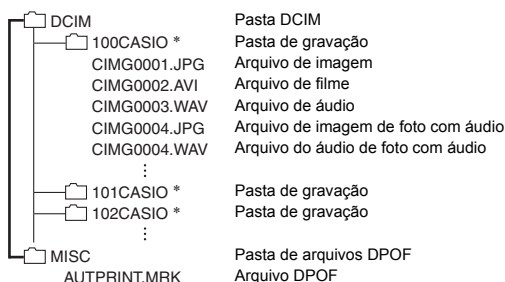 DCIM Pasta DCIM
100CASIO * Pasta de gravação
CIMG0001.JPG Arquivo de imagem
CIMG0002.AVI Arquivo de filme
CIMG0003.WAV Arquivo de áudio
CIMG0004.JPG Arquivo de imagem de foto com áudio
CIMG0004.WAV Arquivo do áudio de foto com áudio
101CASIO * Pasta de gravação
102CASIO * Pasta de gravação
MISC Pasta de arquivos DPOF
AUTPRINT.MRK Arquivo DPOF